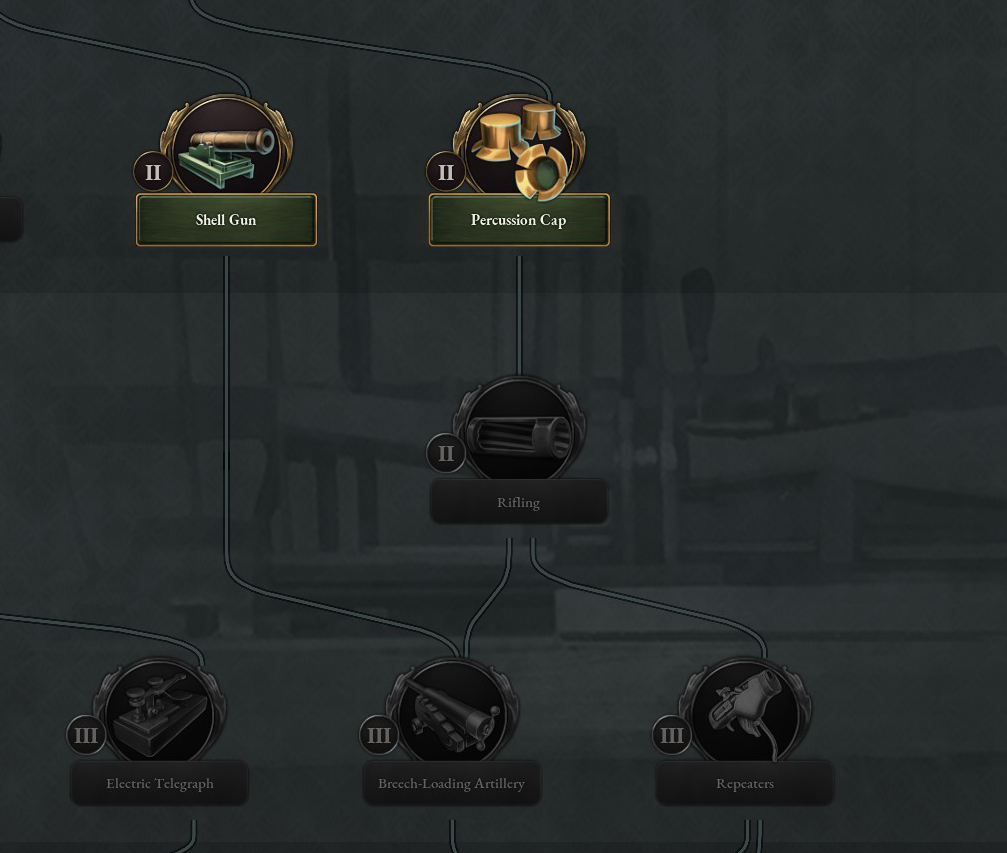 II
Shell Gun
II
Percussion Cap
II
Rifling
III
Electric Telegraph
III
Breech-Loading Artillery
III
Repeaters